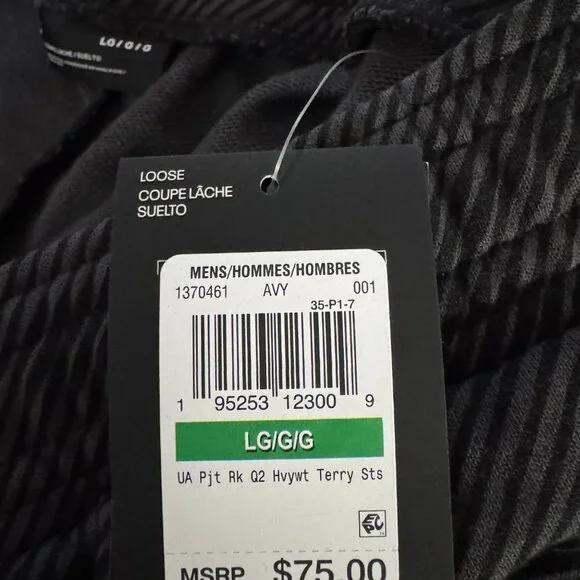 LG/G/G
LOOSE
COUPE LÂCHE
SUELTO
MENS/HOMMES/HOMBRES
1370461 AVY 001
35-P1-7
1 95253 12300 9
LG/G/G
UA Pjt Rk Q2 Hvywt Terry Sts
EPC
MSRP $75.00